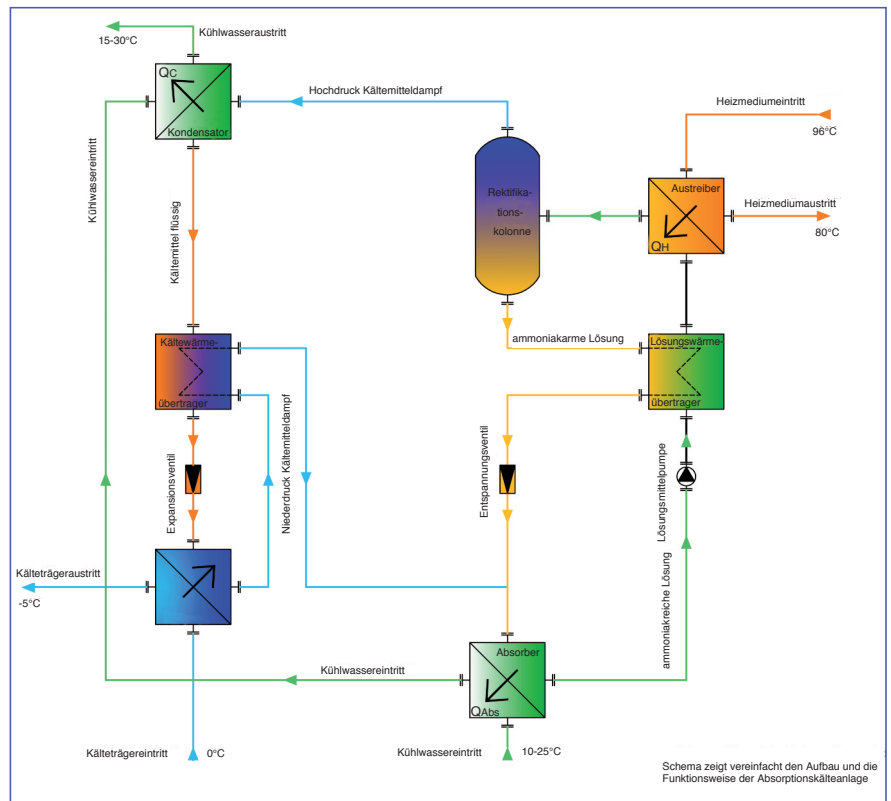 Kühlwasseraustritt
15-30°C
QC
Kondensator
Hochdruck Kältemitteldampf
Heizmediumeintritt
96°C
Kühlwassereintritt
Kältemittel flüssig
Rektifika-
tions-
kolonne
Austreiber
QH
Heizmediumaustritt
80°C
ammoniakarme Lösung
Kältewärme-
übertrager
Lösungswärme-
übertrager
Expansionsventil
Niederdruck Kältemitteldampf
Entspannungsventil
ammoniakreiche Lösung
Lösungsmittelpumpe
Kälteträgeraustritt
-5°C
Kühlwassereintritt
Absorber
QAbs
Kälteträgereintritt
0°C
Kühlwassereintritt
10-25°C
Schema zeigt vereinfacht den Aufbau und die
Funktionsweise der Absorptionskälteanlage